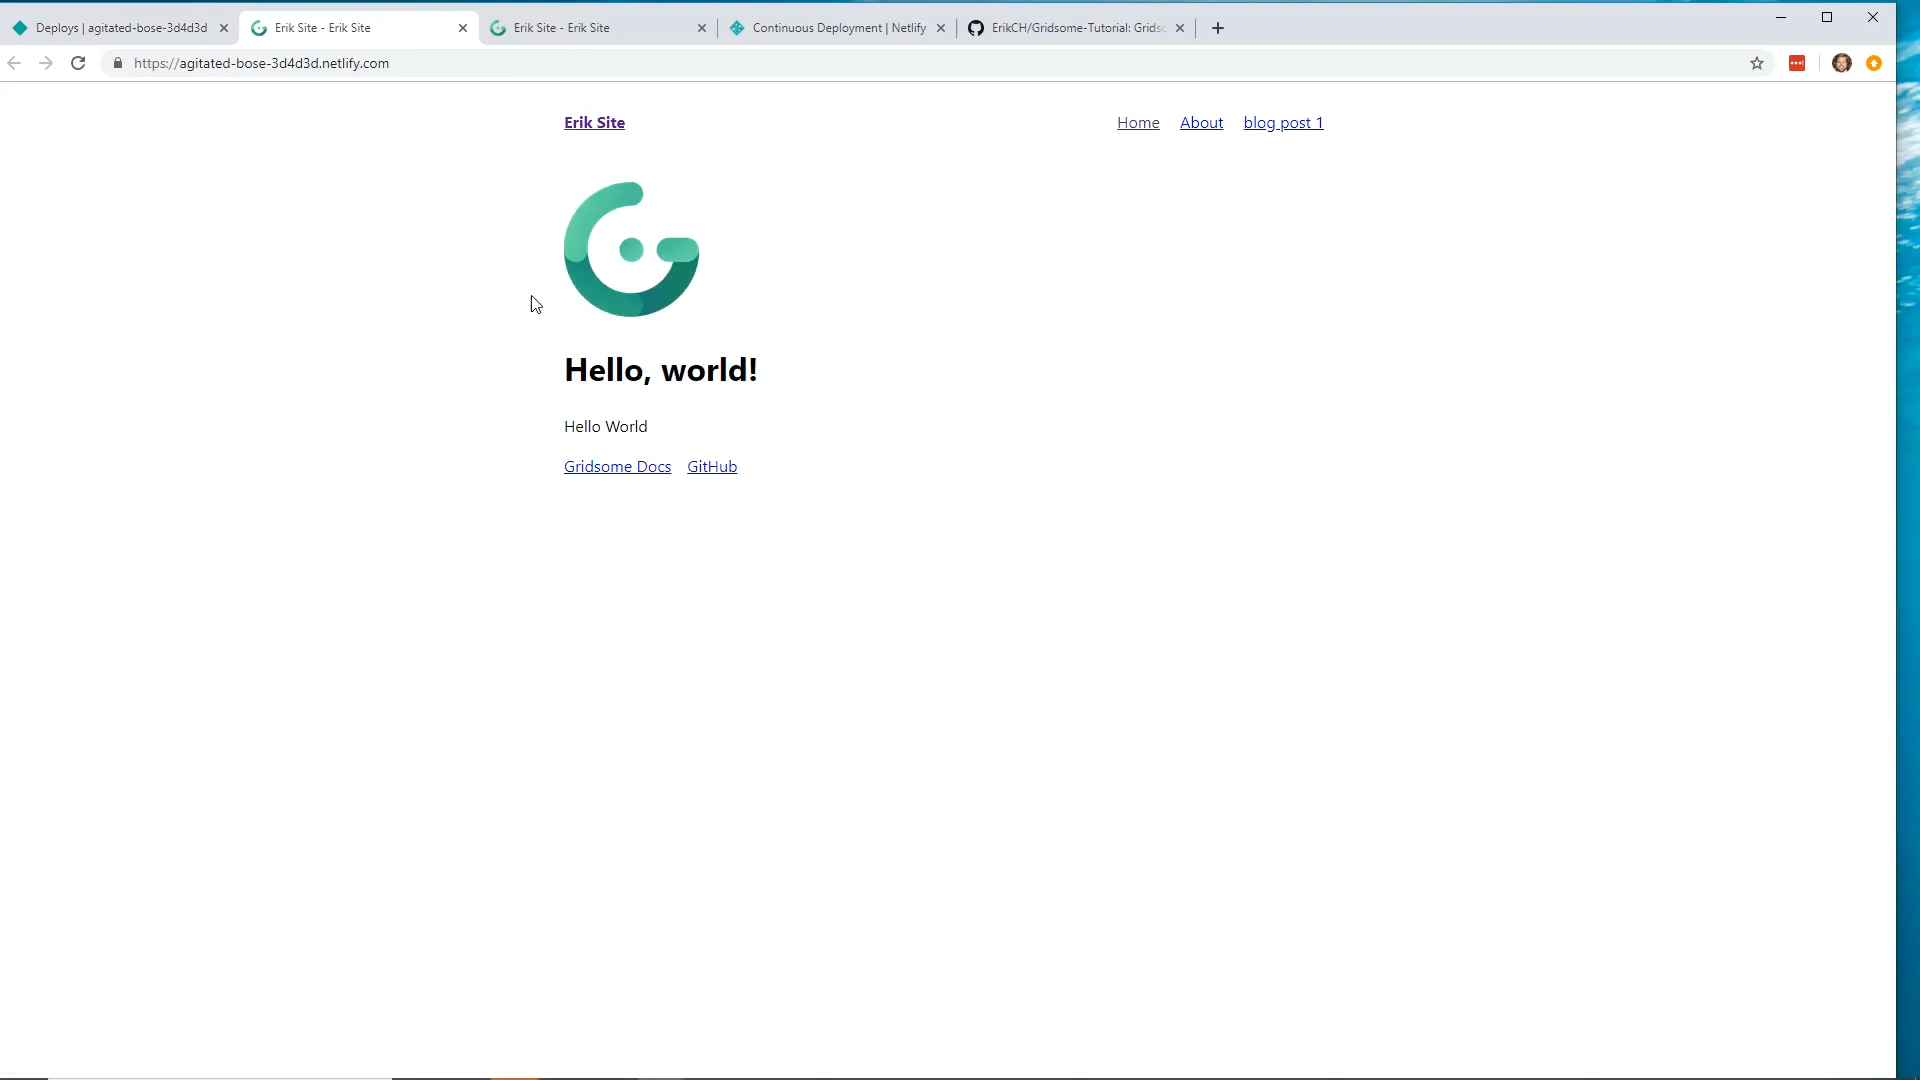 Deploys | agitated-bose-3d4d3d
Erik Site - Erik Site
Erik Site - Erik Site
Continuous Deployment | Netlify
ErikCH/Gridsome-Tutorial: Gridso
https://agitated-bose-3d4d3d.netlify.com
Erik Site
Home About blog post 1
Hello, world!
Hello World
Gridsome Docs GitHub